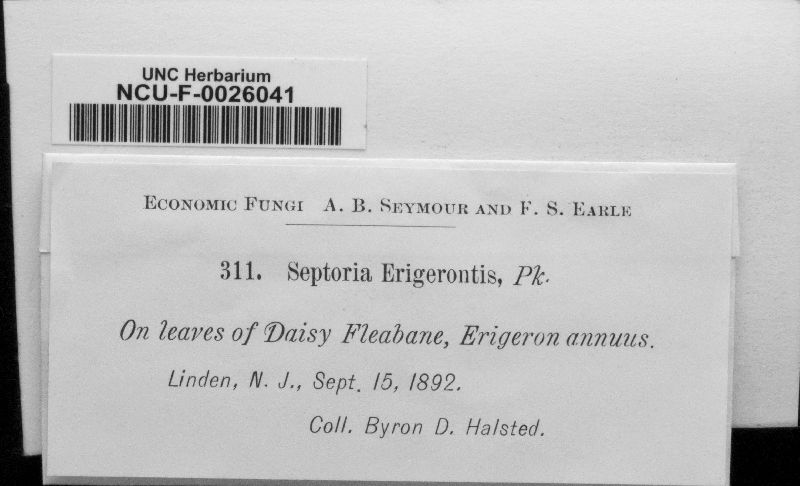 UNC Herbarium
NCU-F-0026041
Economic Fungi A. B. Seymour and F. S. Earle
311. Septoria Erigerontis, Pk.
On leaves of Daisy Fleabane, Erigeron annuus.
Linden, N. J., Sept. 15, 1892.
Coll. Byron D. Halsted.